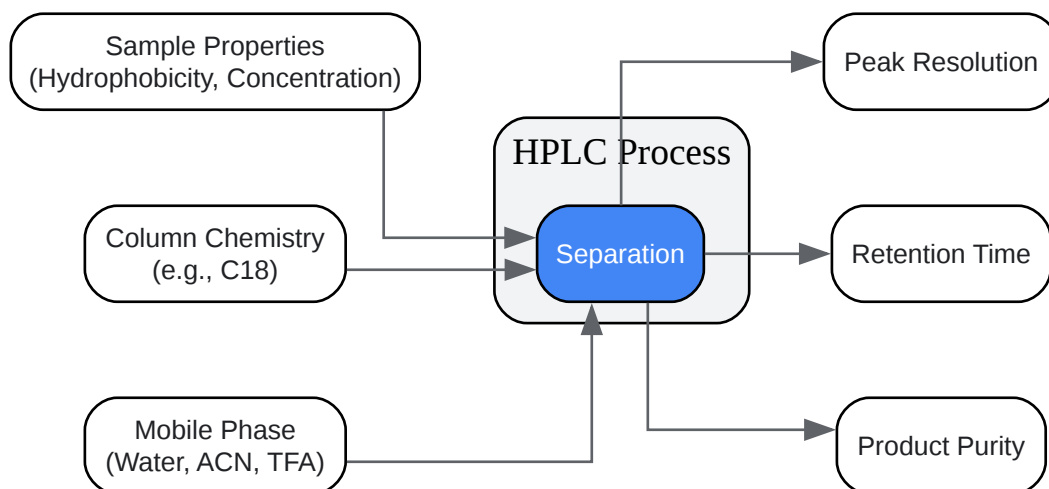 Sample Properties
(Hydrophobicity, Concentration)
Peak Resolution
HPLC Process
Column Chemistry
(e.g., C18)
Separation
Retention Time
Mobile Phase
(Water, ACN, TFA)
Product Purity